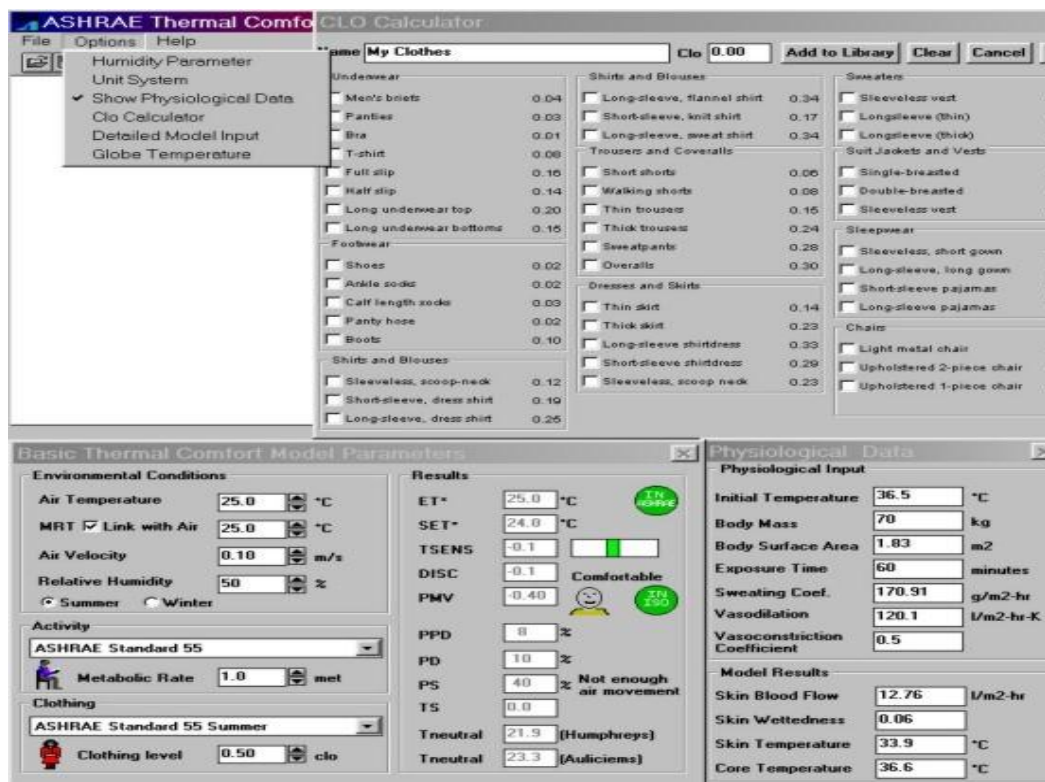 ASHRAE Thermal Comfo
File Options Help
Humidity Parameter
Unit System
Show Physiological Data
Clo Calculator
Detailed Model Input
Globe Temperature
CLO Calculator
Name My Clothes Clo 0.00 Add to Library Clear Cancel
Underwear
Men's briefs 0.04
Panties 0.03
Bra 0.01
T-shirt 0.08
Full slip 0.16
Half slip 0.14
Long underwear top 0.20
Long underwear bottoms 0.15
Footwear
Shoes 0.02
Ankle socks 0.02
Calf length socks 0.03
Panty hose 0.02
Boots 0.10
Shirts and Blouses
Sleeveless, scoop-neck 0.12
Short-sleeve, dress shirt 0.19
Long-sleeve, dress shirt 0.25
Shirts and Blouses
Long-sleeve, flannel shirt 0.34
Short-sleeve, knit shirt 0.17
Long-sleeve, sweat shirt 0.34
Trousers and Coveralls
Short shorts 0.06
Walking shorts 0.08
Thin trousers 0.15
Thick trousers 0.24
Sweatpants 0.28
Overalls 0.30
Dresses and Skirts
Thin skirt 0.14
Thick skirt 0.23
Long-sleeve shirtdress 0.33
Short-sleeve shirtdress 0.29
Sleeveless, scoop neck 0.23
Sweaters
Sleeveless vest
Longsleeve (thin)
Longsleeve (thick)
Suit Jackets and Vests
Single-breasted
Double-breasted
Sleeveless vest
Sleepwear
Sleeveless, short gown
Long-sleeve, long gown
Short-sleeve pajamas
Long-sleeve pajamas
Chairs
Light metal chair
Upholstered 2-piece chair
Upholstered 1-piece chair
Basic Thermal Comfort Model Parameters
Environmental Conditions
Air Temperature 25.0 °C
MRT Link with Air 25.0 °C
Air Velocity 0.10 m/s
Relative Humidity 50 %
Summer Winter
Activity
ASHRAE Standard 55
Metabolic Rate 1.0 met
Clothing
ASHRAE Standard 55 Summer
Clothing level 0.50 clo
Results
ET* 25.0 °C IN ASHRAE
SET* 24.0 °C
TSENS -0.1
DISC -0.1 Comfortable
PMV -0.40 IN ISO
PPD 8 %
PD 10 %
PS 40 % Not enough air movement
TS 0.0
Tneutral 21.9 (Humphreys)
Tneutral 23.3 (Auliciems)
Physiological Data
Physiological Input
Initial Temperature 36.5 °C
Body Mass 70 kg
Body Surface Area 1.83 m2
Exposure Time 60 minutes
Sweating Coef. 170.91 g/m2-hr
Vasodilation 120.1 l/m2-hr-K
Vasoconstriction Coefficient 0.5
Model Results
Skin Blood Flow 12.76 l/m2-hr
Skin Wettedness 0.06
Skin Temperature 33.9 °C
Core Temperature 36.6 °C